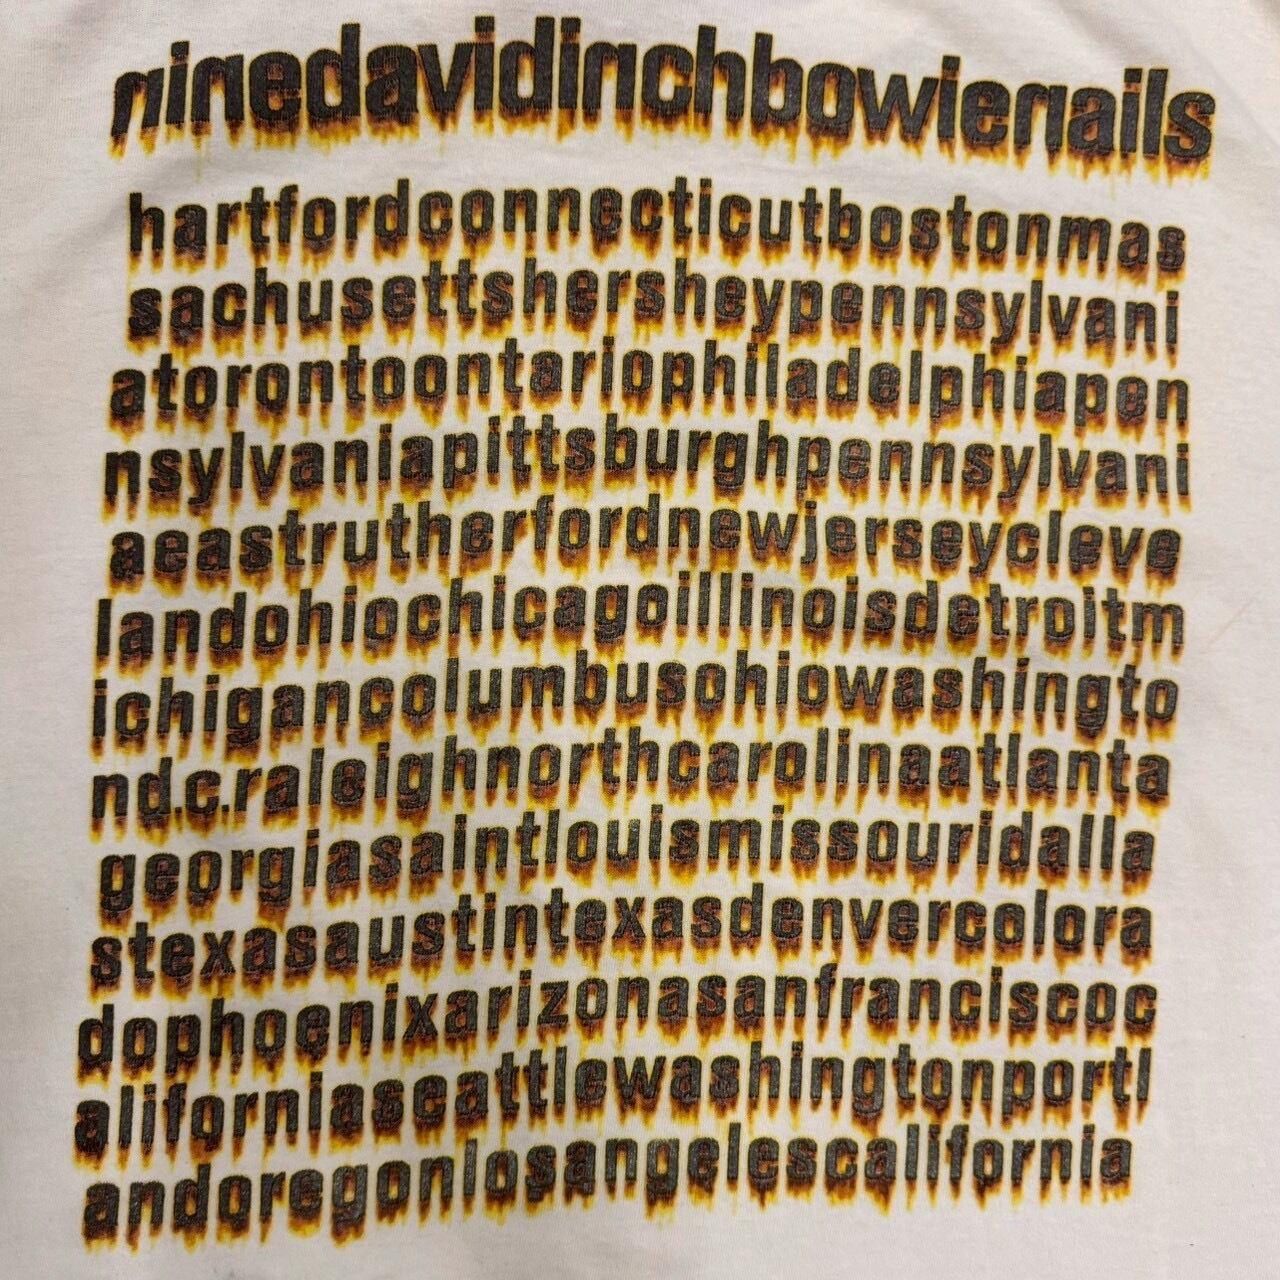 ninedavidinchbowienails
hartfordconnecticutbostonmas
sachusettshersheypennsylvani
atorontoontariophiladelphiapen
nsylvaniapittsburghpennsylvani
aeastrutherfordnewjerseycleve
landohiochicagoillinoisdetroitm
ichigancolumbusohiowashingto
nd.c.raleighnorthcarolinaatlanta
georgiasaintlouismissouridalla
stexasaustintexasdenvercolora
dophoenixarizonasanfranciscoc
aliforniaseattlewashingtonportl
andoregonlosangelescalifornia